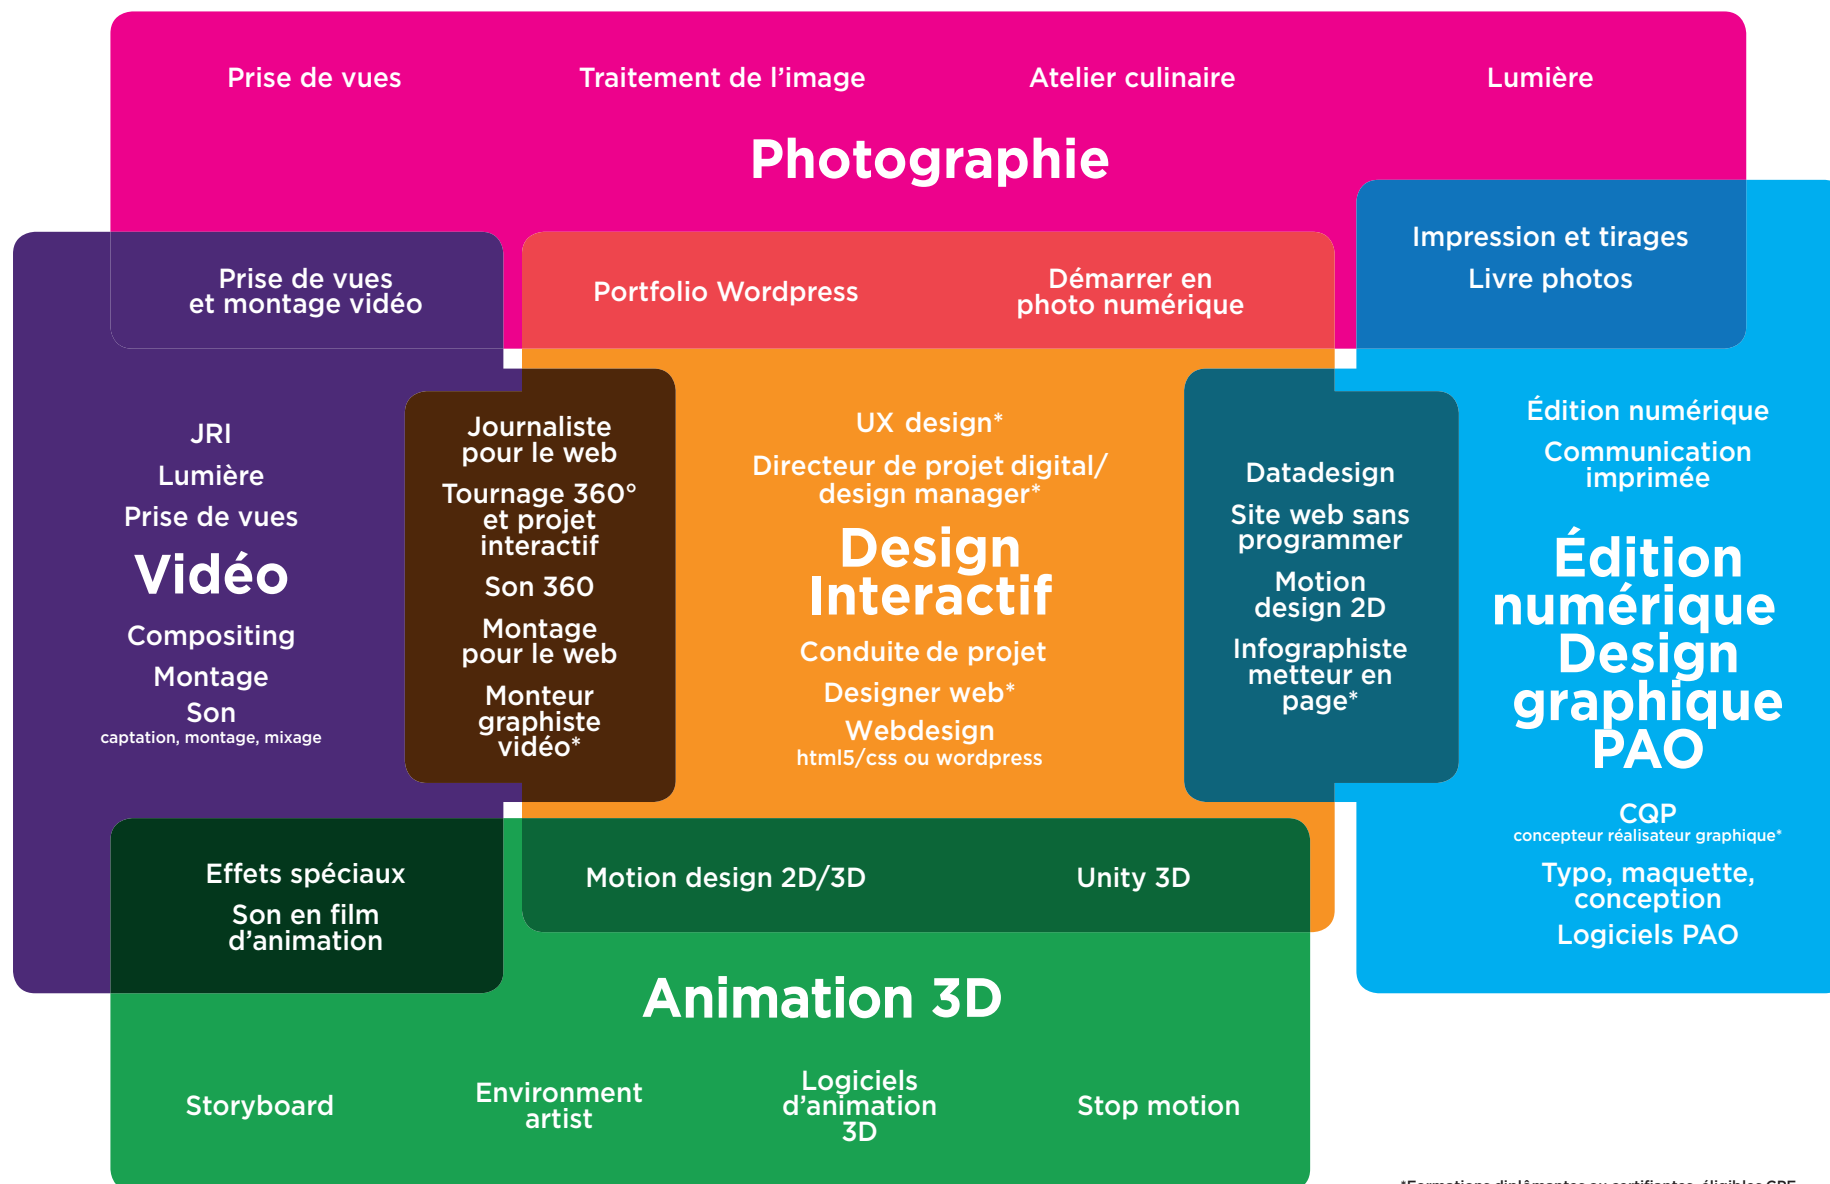 Prise de vues
Traitement de l’image
Atelier culinaire
Lumière
Photographie
Prise de vues
et montage vidéo
Portfolio Wordpress
Démarrer en
photo numérique
Impression et tirages
Livre photos
JRI
Lumière
Prise de vues
Vidéo
Compositing
Montage
Son
captation, montage, mixage
Journaliste
pour le web
Tournage 360°
et projet
interactif
Son 360
Montage
pour le web
Monteur
graphiste
vidéo*
UX design*
Directeur de projet digital/
design manager*
Design
Interactif
Conduite de projet
Designer web*
Webdesign
html5/css ou wordpress
Datadesign
Site web sans
programmer
Motion
design 2D
Infographiste
metteur en
page*
Édition numérique
Communication
imprimée
Édition
numérique
Design
graphique
PAO
CQP
concepteur réalisateur graphique*
Typo, maquette,
conception
Logiciels PAO
Effets spéciaux
Son en film
d’animation
Motion design 2D/3D
Unity 3D
Animation 3D
Storyboard
Environment
artist
Logiciels
d’animation
3D
Stop motion
*Formations diplômantes ou certifiantes, éligibles CPF